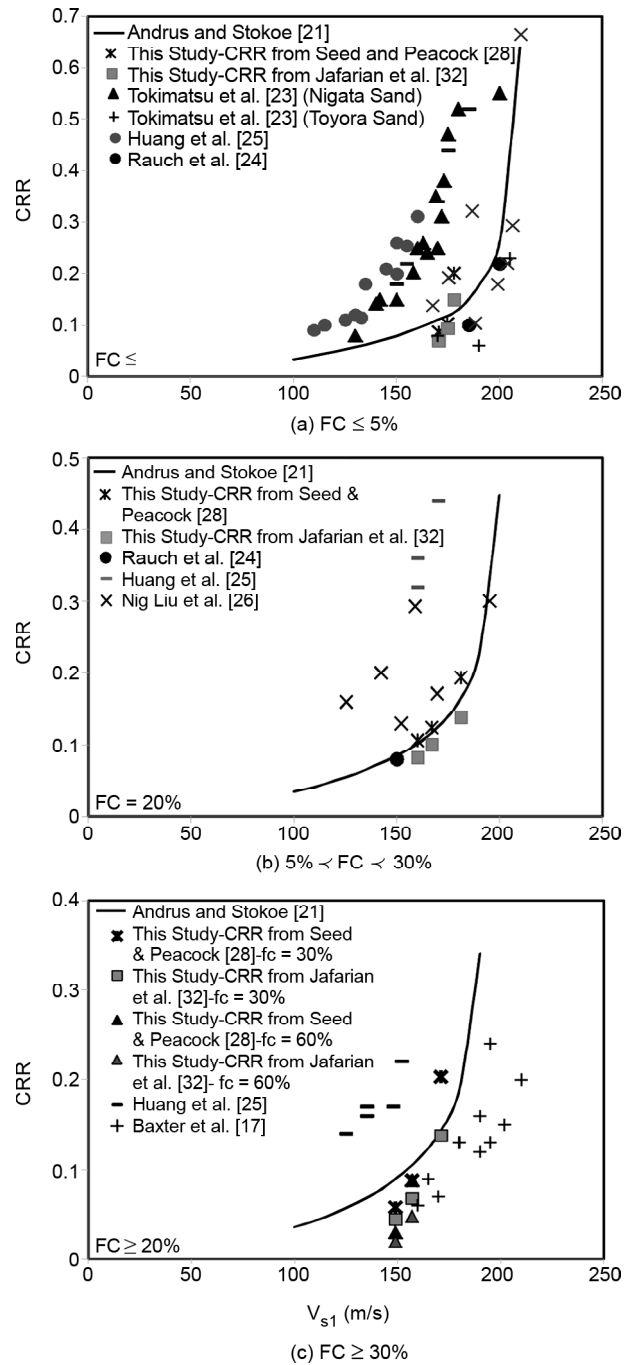 0.7
0.6
0.5
0.4
0.3
0.2
0.1
0
CRR
Andrus and Stokoe [21]
This Study-CRR from Seed and Peacock [28]
This Study-CRR from Jafarian et al. [32]
Tokimatsu et al. [23] (Nigata Sand)
Tokimatsu et al. [23] (Toyora Sand)
Huang et al. [25]
Rauch et al. [24]
FC ≤
0 50 100 150 200 250
(a) FC ≤ 5%
0.5
0.4
0.3
0.2
0.1
0
CRR
Andrus and Stokoe [21]
This Study-CRR from Seed &
Peacock [28]
This Study-CRR from Jafarian et al. [32]
Rauch et al. [24]
Huang et al. [25]
Nig Liu et al. [26]
FC = 20%
0 50 100 150 200 250
(b) 5% ≺ FC ≺ 30%
0.4
0.3
0.2
0.1
0
CRR
Andrus and Stokoe [21]
This Study-CRR from Seed
& Peacock [28]-fc = 30%
This Study-CRR from Jafarian
et al. [32]-fc = 30%
This Study-CRR from Seed
& Peacock [28]-fc = 60%
This Study-CRR from Jafarian
et al. [32]- fc = 60%
Huang et al. [25]
Baxter et al. [17]
FC ≥ 20%
0 50 100 150 200 250
Vs1 (m/s)
(c) FC ≥ 30%